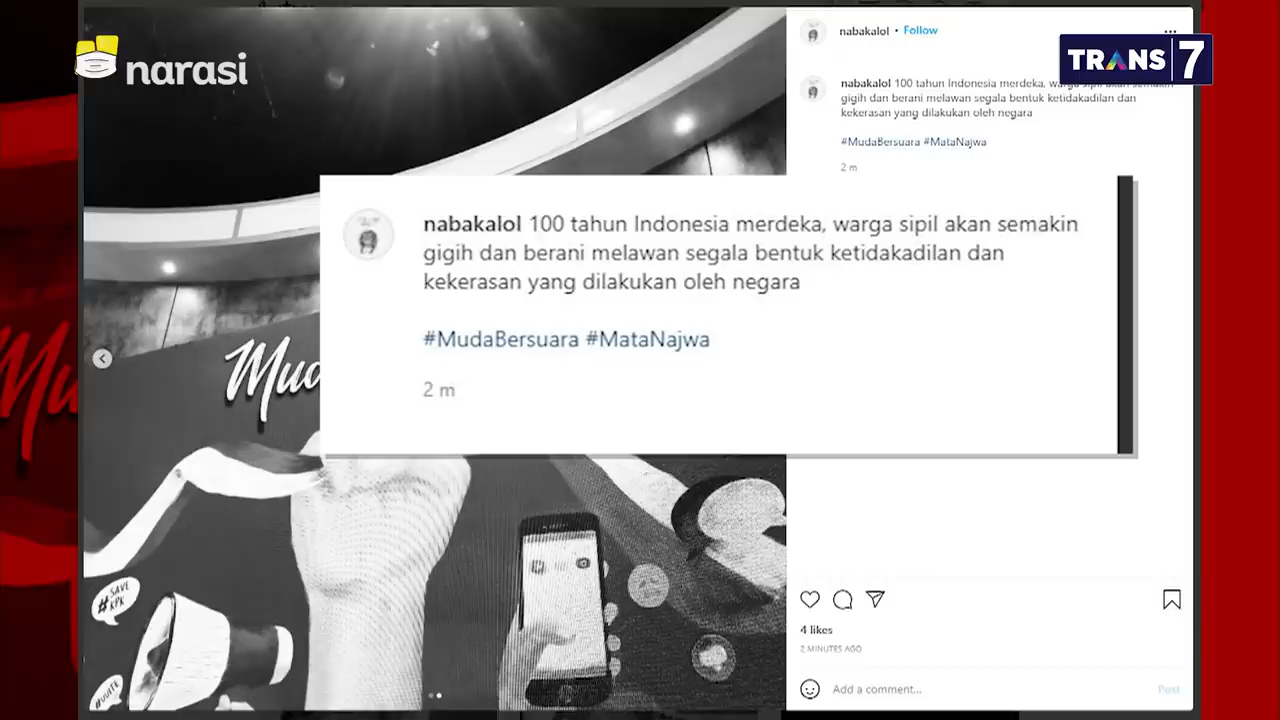 narasi
TRANS 7
nabakalol • Follow
nabakalol 100 tahun Indonesia merdeka, warga sipil akan semakin
gigih dan berani melawan segala bentuk ketidakadilan dan
kekerasan yang dilakukan oleh negara
#MudaBersuara #MataNajwa
2 m
nabakalol 100 tahun Indonesia merdeka, warga sipil akan semakin
gigih dan berani melawan segala bentuk ketidakadilan dan
kekerasan yang dilakukan oleh negara
#MudaBersuara #MataNajwa
2 m
#SAVE
KPK
4 likes
2 MINUTES AGO
Add a comment...
Post